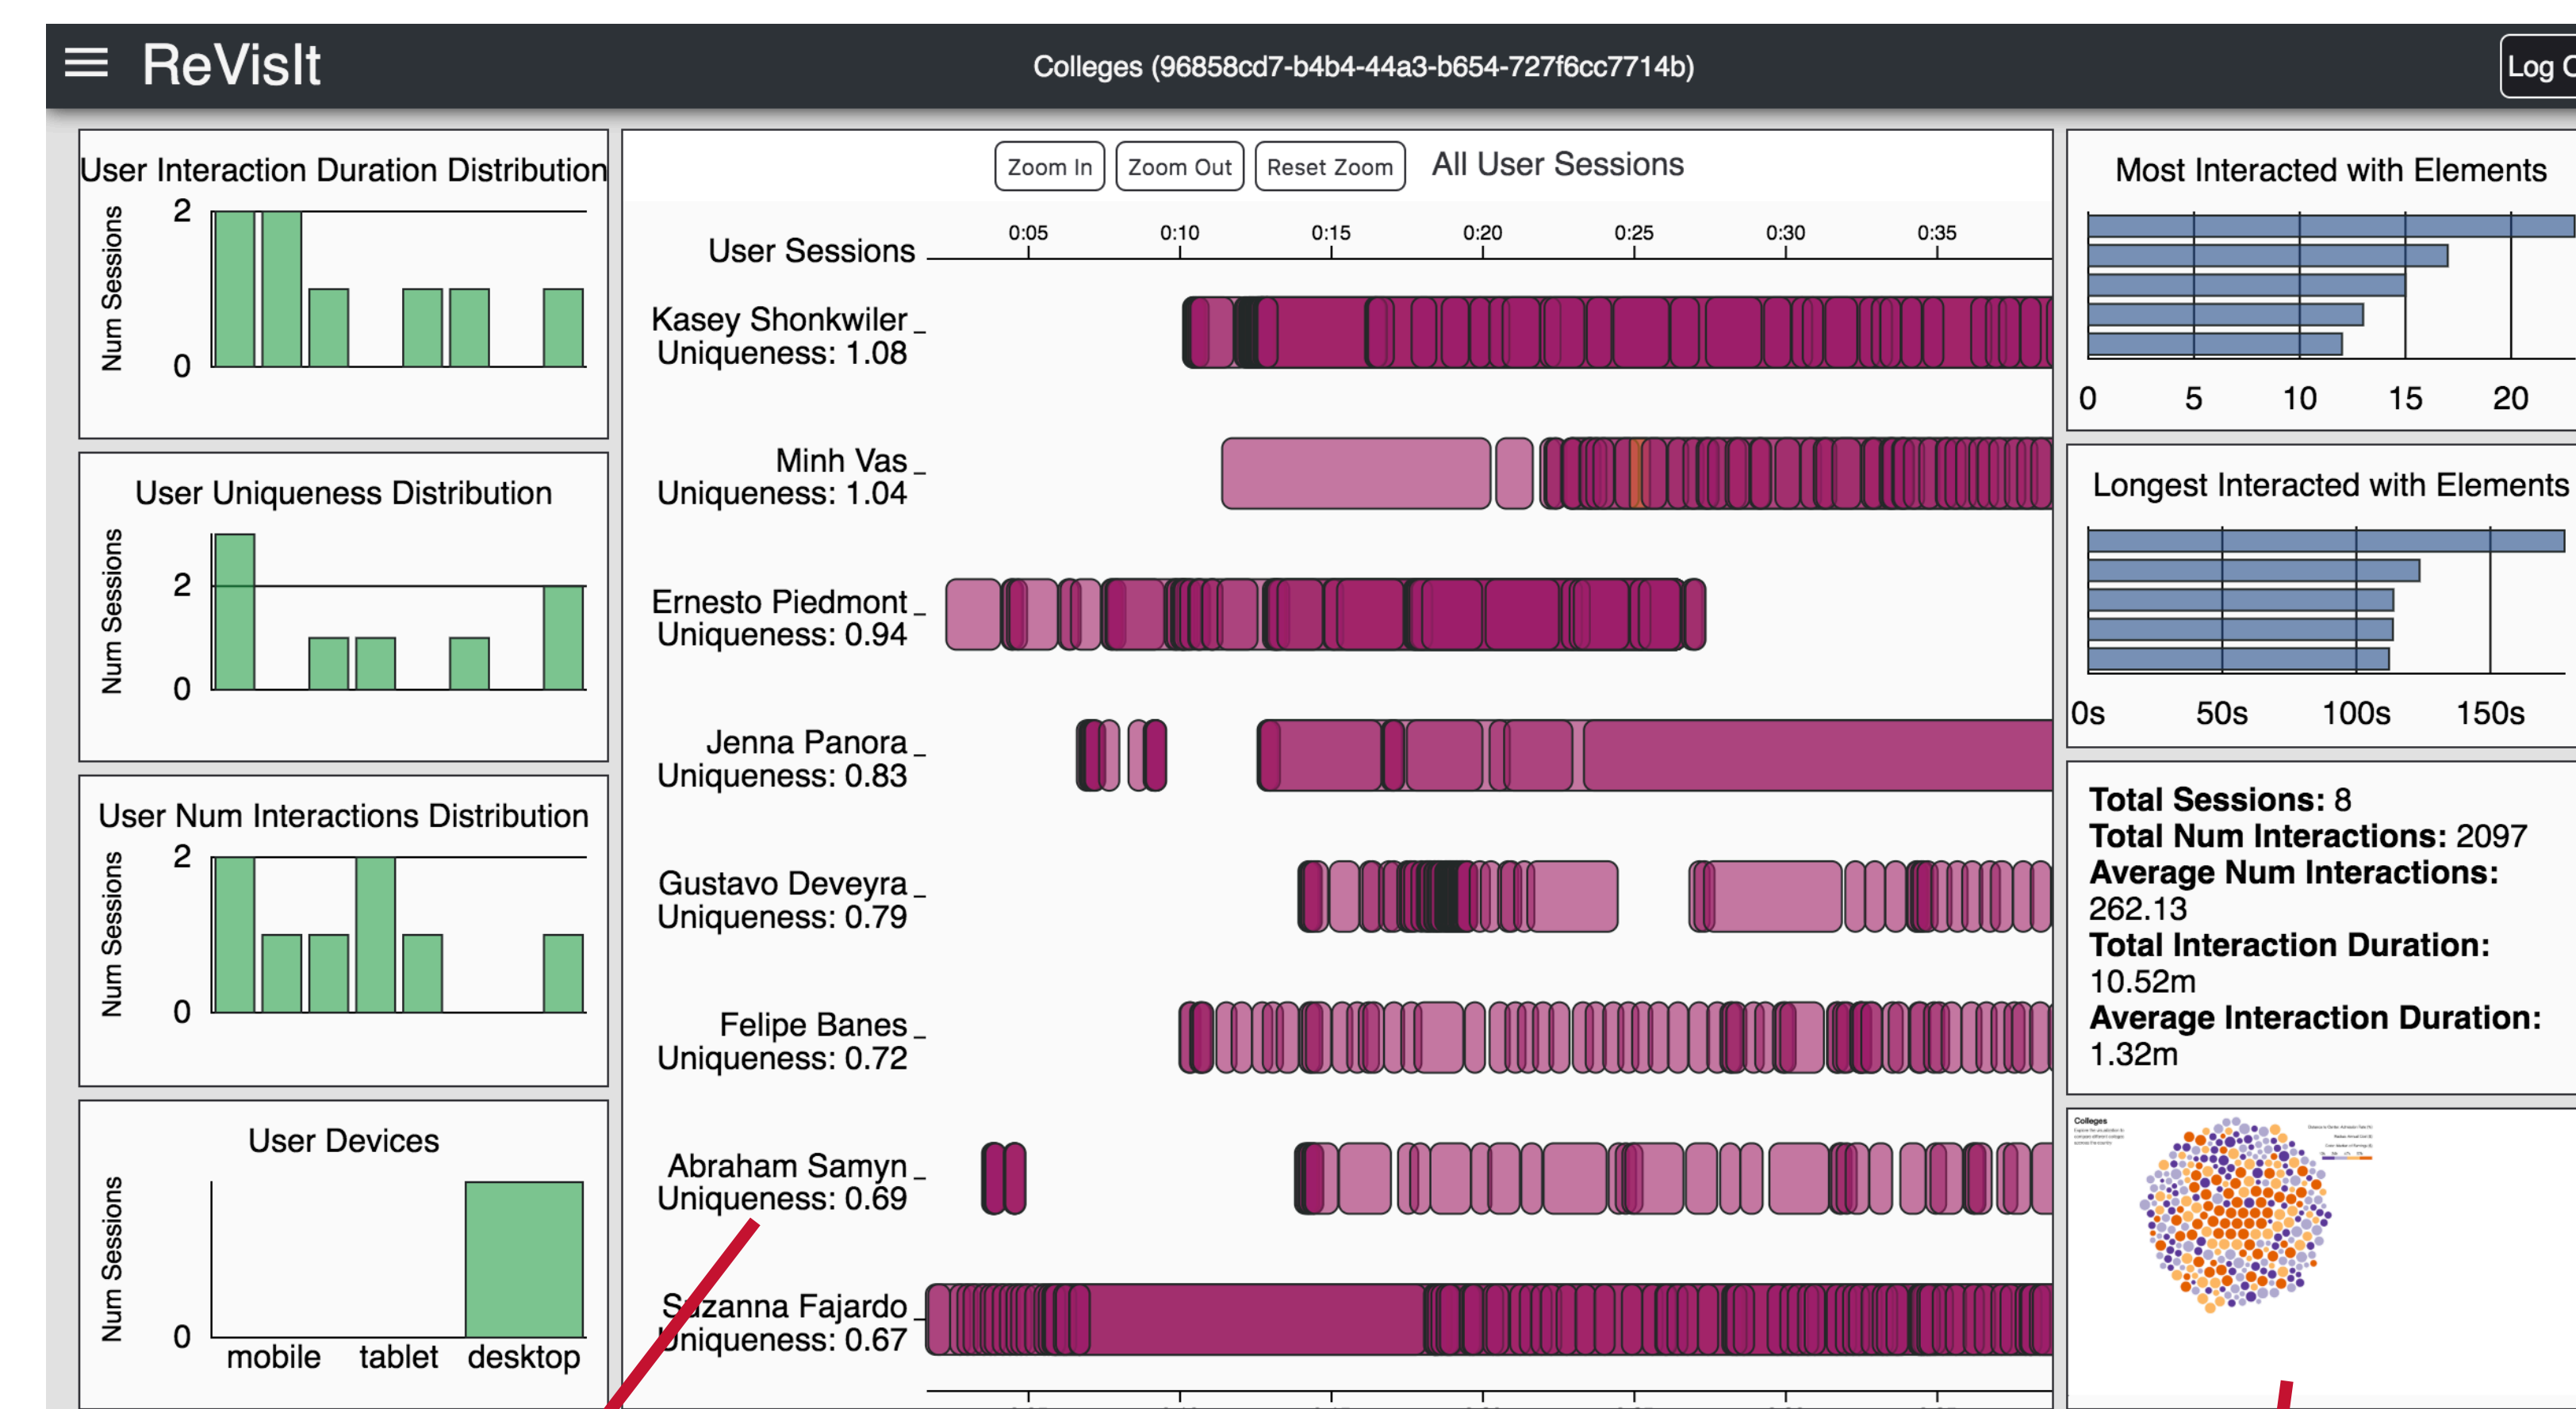 ReVisIt
Colleges (96858cd7-b4b4-44a3-b654-727f6cc7714b)
Log
User Interaction Duration Distribution
Num Sessions
2
0
User Uniqueness Distribution
Num Sessions
2
0
User Num Interactions Distribution
Num Sessions
2
0
User Devices
Num Sessions
0
mobile tablet desktop
Zoom In Zoom Out Reset Zoom All User Sessions
0:05 0:10 0:15 0:20 0:25 0:30 0:35
User Sessions
Kasey Shonkwiler
Uniqueness: 1.08
Minh Vas
Uniqueness: 1.04
Ernesto Piedmont
Uniqueness: 0.94
Jenna Panora
Uniqueness: 0.83
Gustavo Deveyra
Uniqueness: 0.79
Felipe Banes
Uniqueness: 0.72
Abraham Samyn
Uniqueness: 0.69
Suzanna Fajardo
Uniqueness: 0.67
Most Interacted with Elements
0 5 10 15 20
Longest Interacted with Elements
0s 50s 100s 150s
Total Sessions: 8
Total Num Interactions: 2097
Average Num Interactions:
262.13
Total Interaction Duration:
10.52m
Average Interaction Duration:
1.32m
Colleges